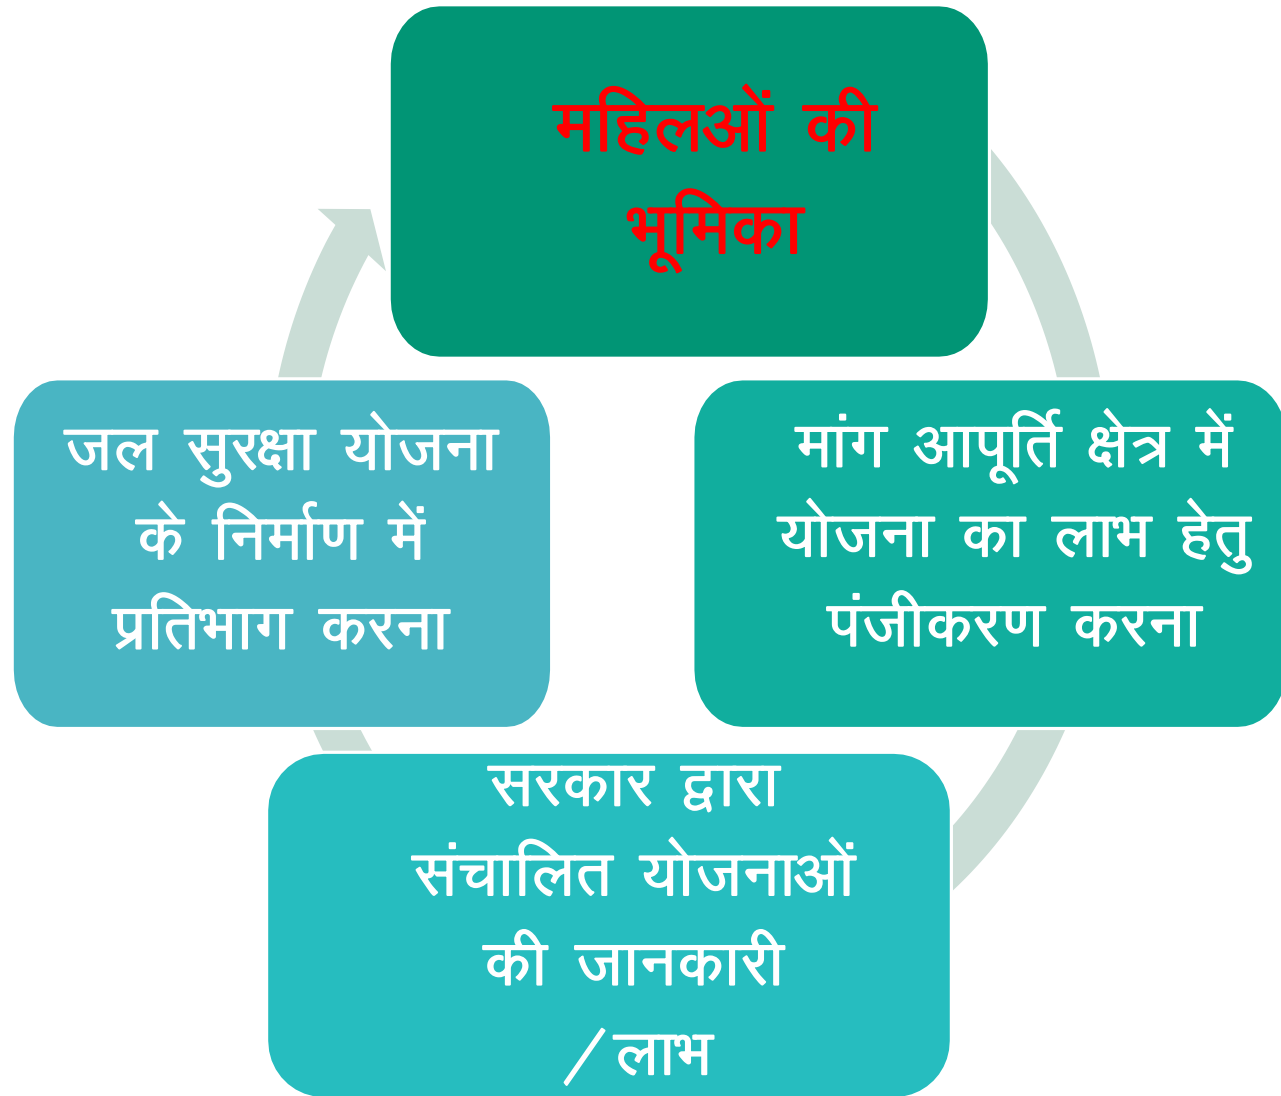 महिलओं की
भूमिका
मांग आपूर्ति क्षेत्र में
योजना का लाभ हेतु
पंजीकरण करना
सरकार द्वारा
संचालित योजनाओं
की जानकारी
/लाभ
जल सुरक्षा योजना
के निर्माण में
प्रतिभाग करना